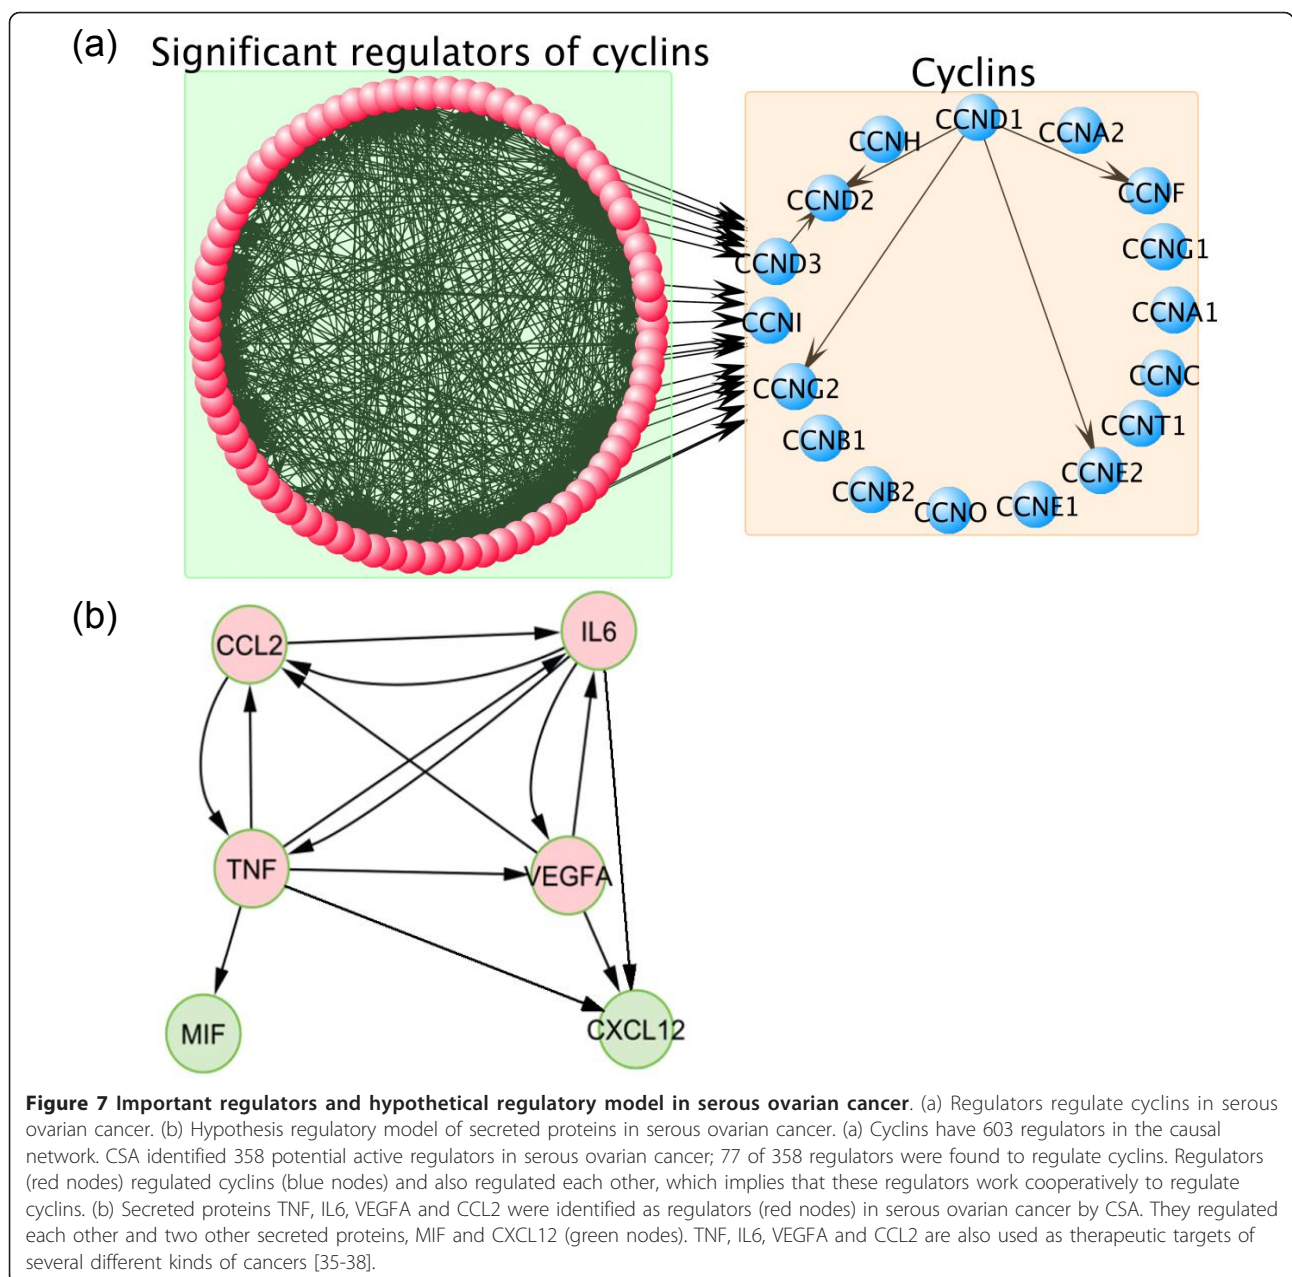 (a)
Significant regulators of cyclins
Cyclins
CCND1
CCNA2
CCNH
CCNF
CCND2
CCNG1
CCND3
CCNA1
CCNI
CCNC
CCNG2
CCNT1
CCNB1
CCNE2
CCNB2
CCNE1
CCNO
(b)
CCL2
IL6
TNF
VEGFA
MIF
CXCL12
Figure 7 Important regulators and hypothetical regulatory model in serous ovarian cancer. (a) Regulators regulate cyclins in serous
ovarian cancer. (b) Hypothesis regulatory model of secreted proteins in serous ovarian cancer. (a) Cyclins have 603 regulators in the causal
network. CSA identified 358 potential active regulators in serous ovarian cancer; 77 of 358 regulators were found to regulate cyclins. Regulators
(red nodes) regulated cyclins (blue nodes) and also regulated each other, which implies that these regulators work cooperatively to regulate
cyclins. (b) Secreted proteins TNF, IL6, VEGFA and CCL2 were identified as regulators (red nodes) in serous ovarian cancer by CSA. They regulated
each other and two other secreted proteins, MIF and CXCL12 (green nodes). TNF, IL6, VEGFA and CCL2 are also used as therapeutic targets of
several different kinds of cancers [35-38].